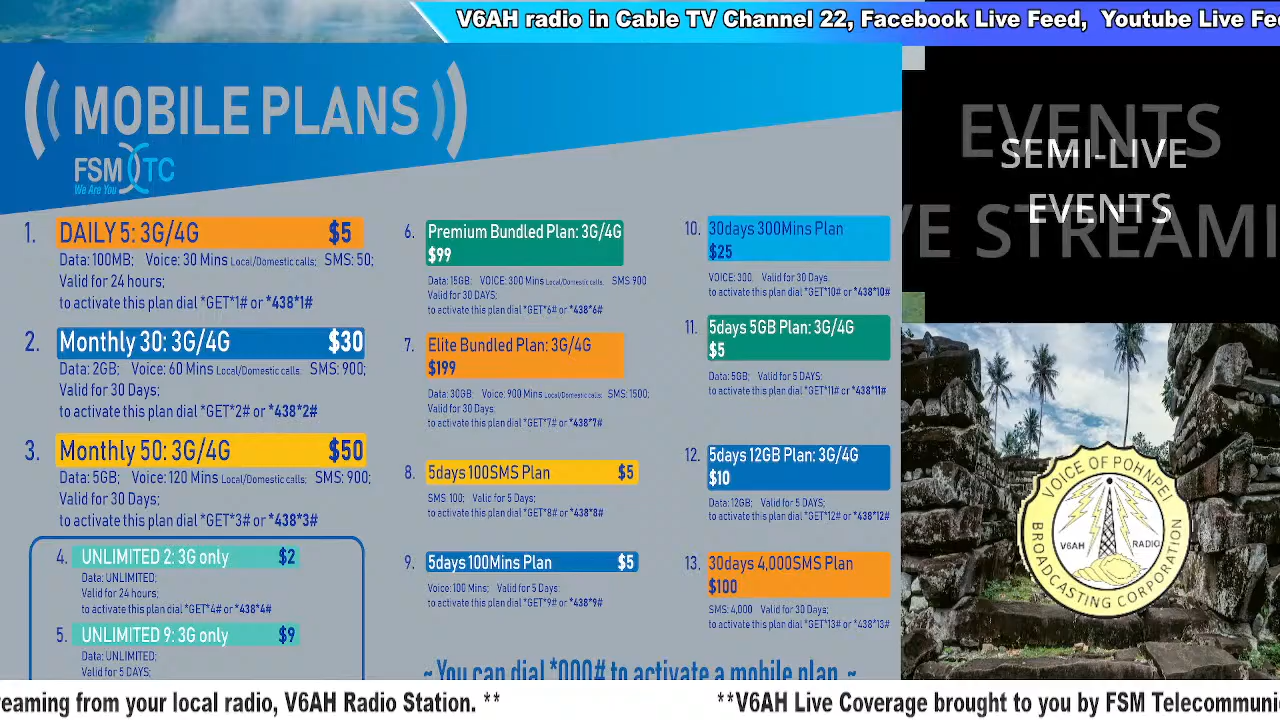 V6AH radio in Cable TV Channel 22, Facebook Live Feed, Youtube Live Fe
MOBILE PLANS
FSMTC
We Are You
1. DAILY 5: 3G/4G $5
Data: 100MB; Voice: 30 Mins Local/Domestic calls; SMS: 50;
Valid for 24 hours;
to activate this plan dial *GET*1# or *438*1#
2. Monthly 30: 3G/4G $30
Data: 2GB; Voice: 60 Mins Local/Domestic calls. SMS: 900;
Valid for 30 Days;
to activate this plan dial *GET*2# or *438*2#
3. Monthly 50: 3G/4G $50
Data: 5GB; Voice: 120 Mins Local/Domestic calls; SMS: 900;
Valid for 30 Days;
to activate this plan dial *GET*3# or *438*3#
4. UNLIMITED 2: 3G only $2
Data: UNLIMITED;
Valid for 24 hours;
to activate this plan dial *GET*4# or *438*4#
5. UNLIMITED 9: 3G only $9
Data: UNLIMITED;
Valid for 5 DAYS;
6. Premium Bundled Plan: 3G/4G
$99
Data: 15GB; VOICE: 300 Mins Local/Domestic calls. SMS 900
Valid for 30 DAYS;
to activate this plan dial *GET*6# or *438*6#
7. Elite Bundled Plan: 3G/4G
$199
Data: 30GB; Voice: 900 Mins Local/Domestic calls; SMS: 1500;
Valid for 30 Days;
to activate this plan dial *GET*7# or *438*7#
8. 5days 100SMS Plan $5
SMS 100; Valid for 5 Days;
to activate this plan dial *GET*8# or *438*8#
9. 5days 100Mins Plan $5
Voice: 100 Mins; Valid for 5 Days;
to activate this plan dial *GET*9# or *438*9#
10. 30days 300Mins Plan
$25
VOICE: 300 Valid for 30 Days;
to activate this plan dial *GET*10# or *438*10#
11. 5days 5GB Plan: 3G/4G
$5
Data: 5GB; Valid for 5 DAYS;
to activate this plan dial *GET*11# or *438*11#
12. 5days 12GB Plan: 3G/4G
$10
Data: 12GB; Valid for 5 DAYS;
to activate this plan dial *GET*12# or *438*12#
13. 30days 4,000SMS Plan
$100
SMS: 4,000 Valid for 30 Days;
to activate this plan dial *GET*13# or *438*13#
~ You can dial *000# to activate a mobile plan ~
EVENTS
SEMI-LIVE
EVENTS
VE STREAMI
VOICE OF POHNPEI
V6AH RADIO
BROADCASTING CORPORATION
reaming from your local radio, V6AH Radio Station. **
**V6AH Live Coverage brought to you by FSM Telecommuni